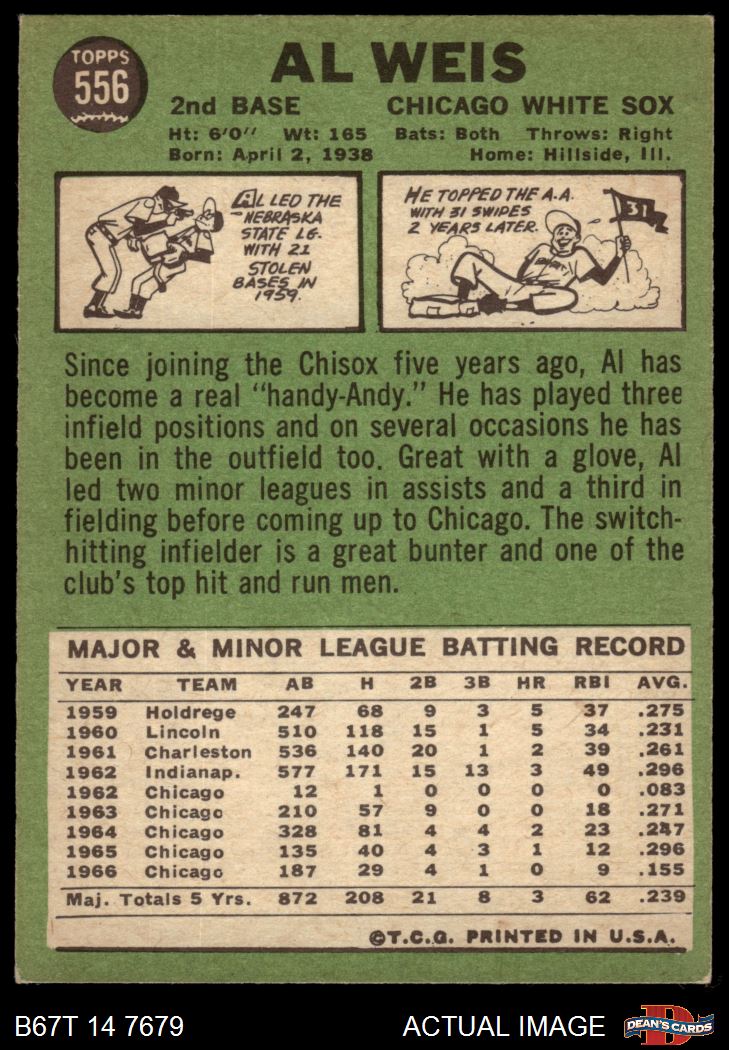 TOPPS
556
AL WEIS
2nd BASE CHICAGO WHITE SOX
Ht: 6'0" Wt: 165 Bats: Both Throws: Right
Born: April 2, 1938 Home: Hillside, Ill.
AL LED THE
NEBRASKA
STATE LG.
WITH 21
STOLEN
BASES IN
1959.
HE TOPPED THE A.A.
WITH 31 SWIPES
2 YEARS LATER.
31
Since joining the Chisox five years ago, Al has
become a real "handy-Andy." He has played three
infield positions and on several occasions he has
been in the outfield too. Great with a glove, Al
led two minor leagues in assists and a third in
fielding before coming up to Chicago. The switch-
hitting infielder is a great bunter and one of the
club's top hit and run men.
MAJOR & MINOR LEAGUE BATTING RECORD
YEAR TEAM AB H 2B 3B HR RBI AVG.
1959 Holdrege 247 68 9 3 5 37 .275
1960 Lincoln 510 118 15 1 5 34 .231
1961 Charleston 536 140 20 1 2 39 .261
1962 Indianap. 577 171 15 13 3 49 .296
1962 Chicago 12 1 0 0 0 0 .083
1963 Chicago 210 57 9 0 0 18 .271
1964 Chicago 328 81 4 4 2 23 .247
1965 Chicago 135 40 4 3 1 12 .296
1966 Chicago 187 29 4 1 0 9 .155
Maj. Totals 5 Yrs. 872 208 21 8 3 62 .239
©T.C.G. PRINTED IN U.S.A.
B67T 14 7679 ACTUAL IMAGE
D
DEAN'S CARDS